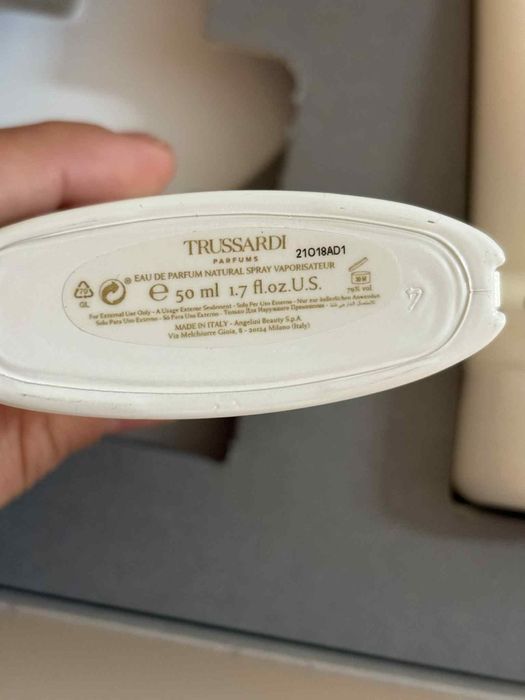 TRUSSARDI
PARFUMS
21018AD1
EAU DE PARFUM NATURAL SPRAY VAPORISATEUR
GL
e 50 ml 1.7 fl.oz.U.S.
79% vol
For External Use Only - A Usage Externe Seulement - Solo Per Uso Esterno - Nur zur äußerlichen Anwendung
Solo Para Uso Externo - Só Para Uso Externo - Только Для Наружного Применения -
MADE IN ITALY - Angelini Beauty S.p.A.
Via Melchiorre Gioia, 8 - 20124 Milano (Italy)